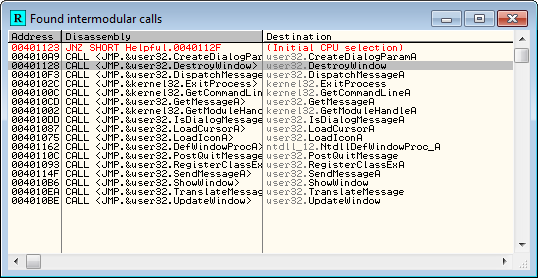 R Found intermodular calls
Address Disassembly Destination
00401123 JNZ SHORT Helpful.0040112F (Initial CPU selection)
004010A9 CALL <JMP.&user32.CreateDialogPar user32.CreateDialogParamA
00401128 CALL <JMP.&user32.DestroyWindow> user32.DestroyWindow
004010F3 CALL <JMP.&user32.DispatchMessage user32.DispatchMessageA
0040102C CALL <JMP.&kernel32.ExitProcess> kernel32.ExitProcess
0040100C CALL <JMP.&kernel32.GetCommandLin kernel32.GetCommandLineA
004010CD CALL <JMP.&user32.GetMessageA> user32.GetMessageA
00401002 CALL <JMP.&kernel32.GetModuleHand kernel32.GetModuleHandleA
004010E0 CALL <JMP.&user32.IsDialogMessage user32.IsDialogMessageA
00401087 CALL <JMP.&user32.LoadCursorA> user32.LoadCursorA
00401075 CALL <JMP.&user32.LoadIconA> user32.LoadIconA
00401162 CALL <JMP.&user32.DefWindowProcA> ntdll_12.NtdllDefWindowProc_A
0040110C CALL <JMP.&user32.PostQuitMessage user32.PostQuitMessage
00401093 CALL <JMP.&user32.RegisterClassEx user32.RegisterClassExA
0040114F CALL <JMP.&user32.SendMessageA> user32.SendMessageA
004010B6 CALL <JMP.&user32.ShowWindow> user32.ShowWindow
004010EA CALL <JMP.&user32.TranslateMessag user32.TranslateMessage
004010BE CALL <JMP.&user32.UpdateWindow> user32.UpdateWindow